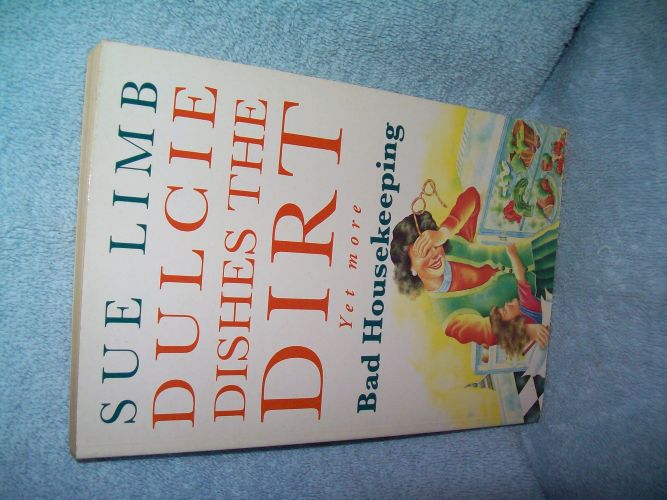 SUE LIMB
DULCIE
DISHES THE
DIRT
Yet more
Bad Housekeeping